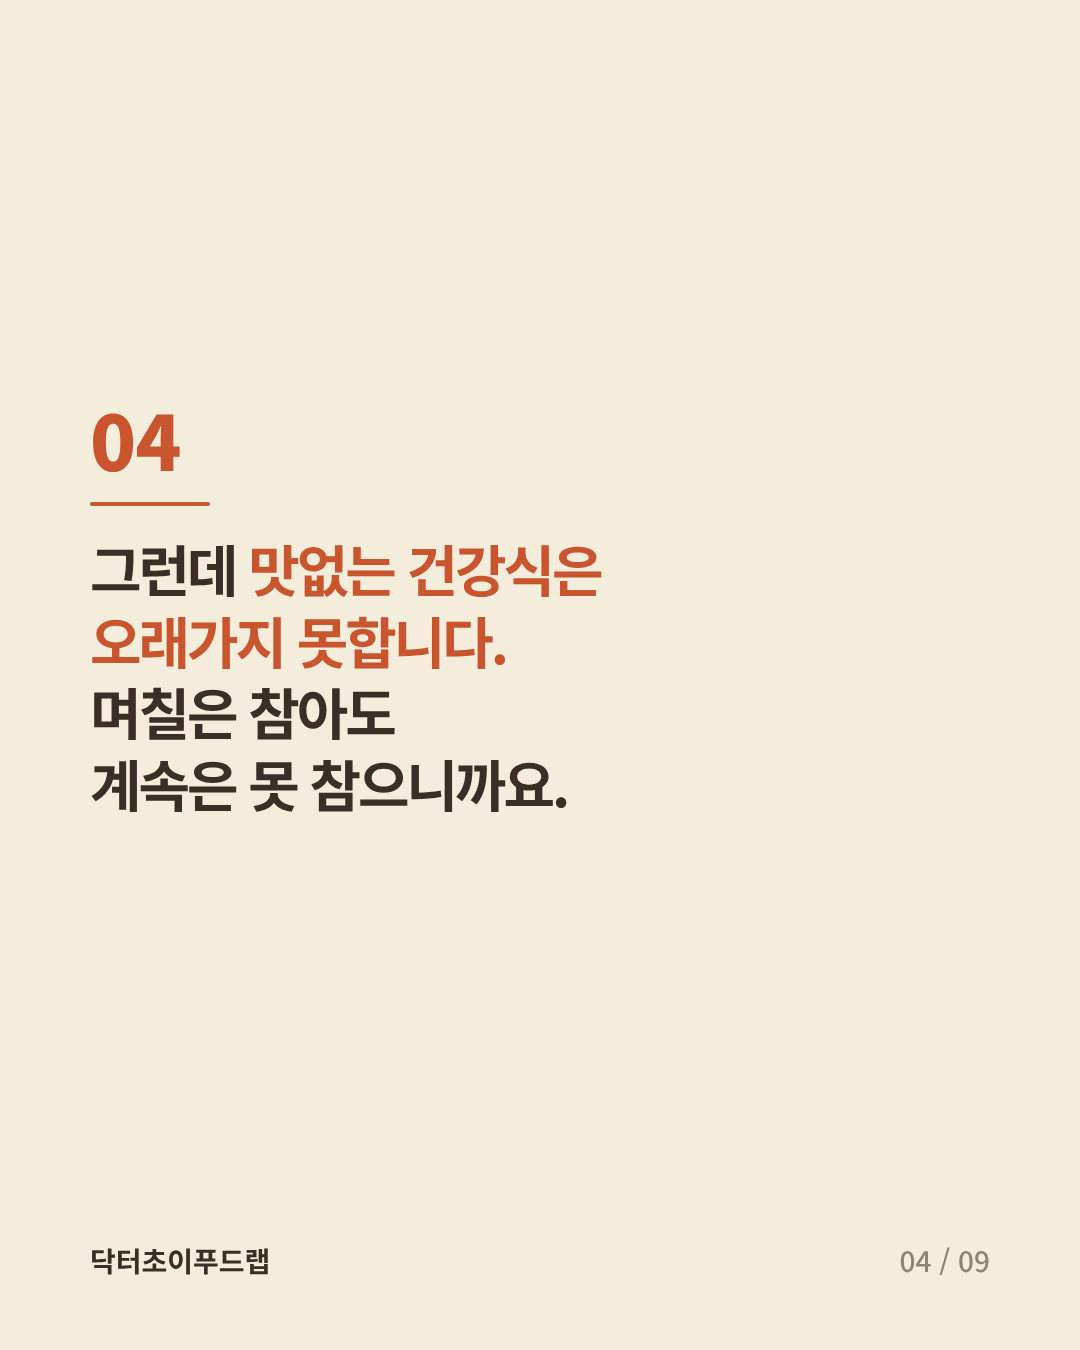 04
그런데 맛없는 건강식은
오래가지 못합니다.
며칠은 참아도
계속은 못 참으니까요.
닥터초이푸드랩
04 / 09